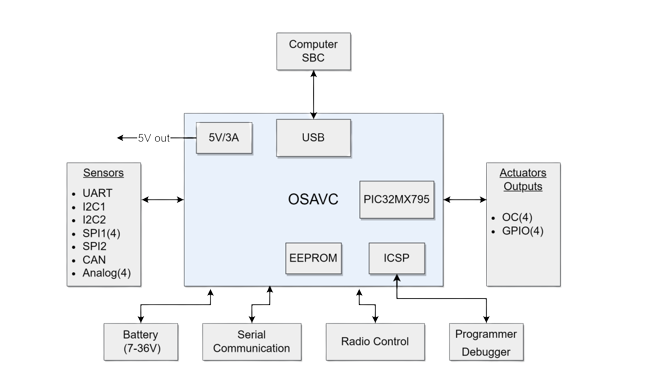 Computer
SBC
5V out
5V/3A
USB
Sensors
• UART
• I2C1
• I2C2
• SPI1(4)
• SPI2
• CAN
• Analog(4)
OSAVC
PIC32MX795
Actuators
Outputs
• OC(4)
• GPIO(4)
EEPROM
ICSP
Battery
(7-36V)
Serial
Communication
Radio Control
Programmer
Debugger